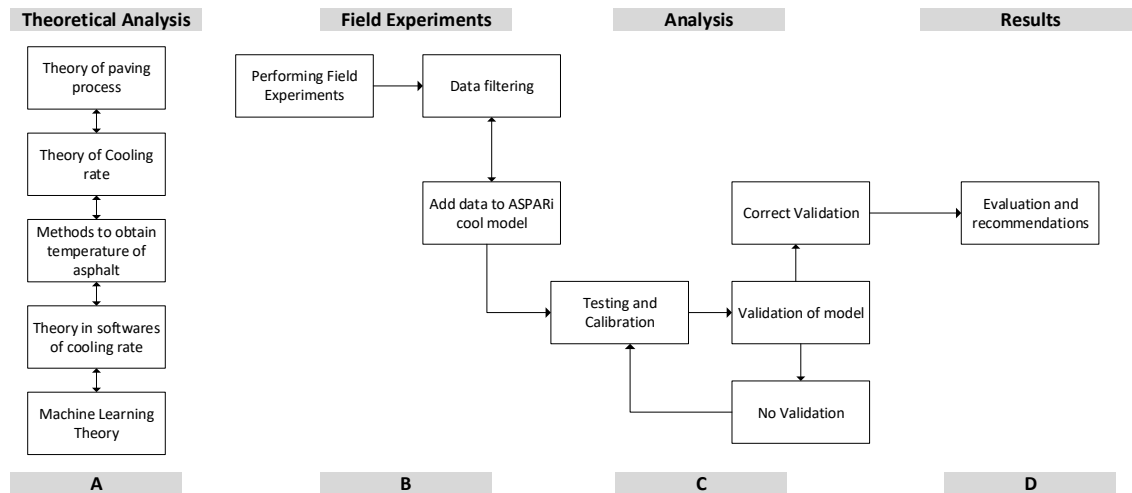 Theoretical Analysis
Field Experiments
Analysis
Results
Theory of paving
process
Theory of Cooling
rate
Methods to obtain
temperature of
asphalt
Theory in softwares
of cooling rate
Machine Learning
Theory
Performing Field
Experiments
Data filtering
Add data to ASPARi
cool model
Testing and
Calibration
Correct Validation
Validation of model
No Validation
Evaluation and
recommendations
A
B
C
D